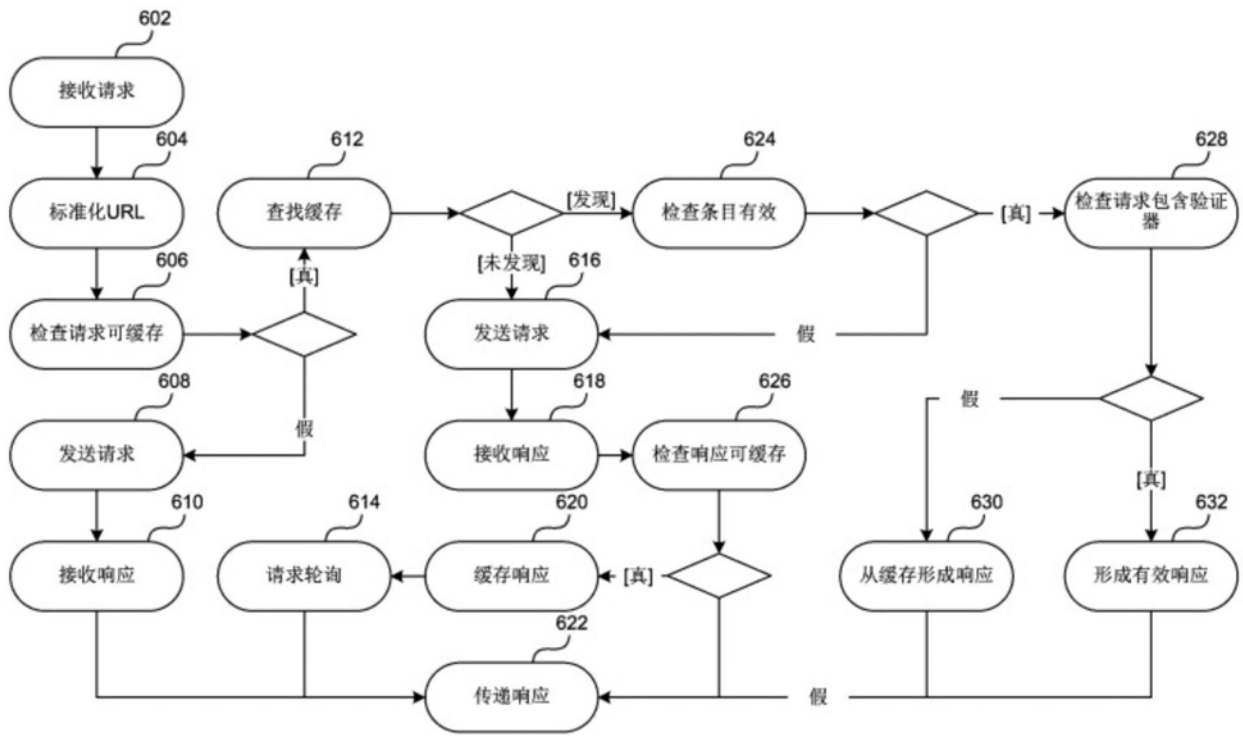 602
接收请求
604
612
624
628
标准化URL
查找缓存
[发现]
检查条目有效
[真]
检查请求包含验证
器
606
[真]
[未发现]
616
检查请求可缓存
发送请求
假
608
618
626
假
假
发送请求
接收响应
检查响应可缓存
[真]
610
614
620
630
632
接收响应
请求轮询
缓存响应
[真]
从缓存形成响应
形成有效响应
622
传递响应
假